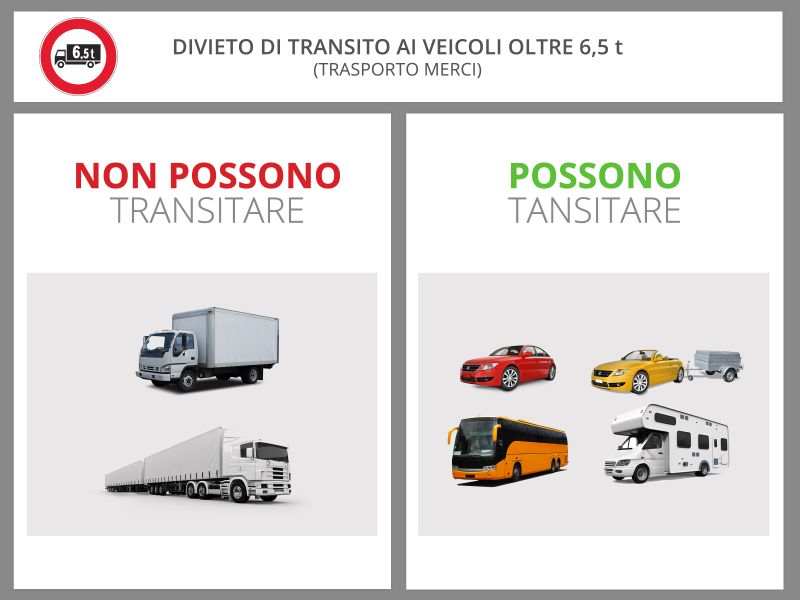 6,5 t
DIVIETO DI TRANSITO AI VEICOLI OLTRE 6,5 t
(TRASPORTO MERCI)
NON POSSONO
TRANSITARE
POSSONO
TANSITARE